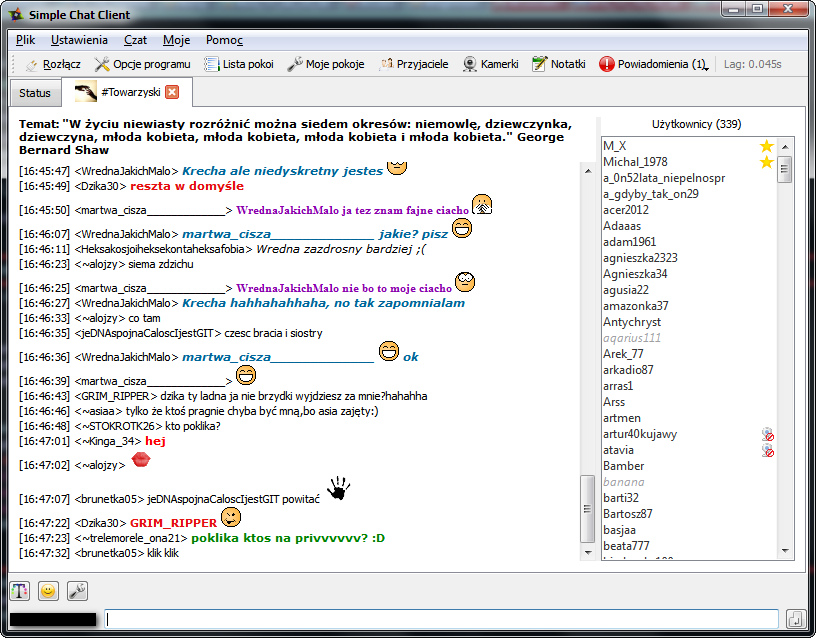 Simple Chat Client
Plik Ustawienia Czat Moje Pomoc
Rozłącz Opcje programu Lista pokoi Moje pokoje Przyjaciele Kamerki Notatki Powiadomienia (1) Lag: 0.045s
Status #Towarzyski
Temat: "W życiu niewiasty rozróżnić można siedem okresów: niemowlę, dziewczynka,
dziewczyna, młoda kobieta, młoda kobieta, młoda kobieta i młoda kobieta." George
Bernard Shaw
[16:45:47] <WrednaJakichMalo> Krecha ale niedyskretny jestes
[16:45:49] <Dzika30> reszta w domyśle
[16:45:50] <martwa_cisza______________> WrednaJakichMalo ja tez znam fajne ciacho
[16:46:07] <WrednaJakichMalo> martwa_cisza______________ jakie? pisz
[16:46:11] <Heksakosjoiheksekontaheksafobia> Wredna zazdrosny bardziej ;(
[16:46:23] <~alojzy> siema zdzichu
[16:46:25] <martwa_cisza______________> WrednaJakichMalo nie bo to moje ciacho
[16:46:27] <WrednaJakichMalo> Krecha hahhahahhaha, no tak zapomnialam
[16:46:33] <~alojzy> co tam
[16:46:35] <jeDNAspojnaCaloscIjestGIT> czesc bracia i siostry
[16:46:36] <WrednaJakichMalo> martwa_cisza______________ ok
[16:46:39] <martwa_cisza______________>
[16:46:43] <GRIM_RIPPER> dzika ty ladna ja nie brzydki wyjdziesz za mnie?hahahha
[16:46:46] <~asiaa> tylko że ktoś pragnie chyba być mną,bo asia zajęty:)
[16:46:48] <~STOKROTK26> kto poklika?
[16:47:01] <~Kinga_34> hej
[16:47:02] <~alojzy>
[16:47:07] <brunetka05> jeDNAspojnaCaloscIjestGIT powitać
[16:47:22] <Dzika30> GRIM_RIPPER
[16:47:23] <~trelemorele_ona21> poklika ktos na privvvvvv? :D
[16:47:32] <brunetka05> klik klik
Użytkownicy (339)
M_X
Michal_1978
a_0n52lata_niepelnospr
a_gdyby_tak_on29
acer2012
Adaaas
adam1961
agnieszka2323
Agnieszka34
agusia22
amazonka37
Antychryst
aqarius111
Arek_77
arkadio87
arras1
Arss
artmen
artur40kujawy
atavia
Bamber
banana
barti32
Bartosz87
basjaa
beata777